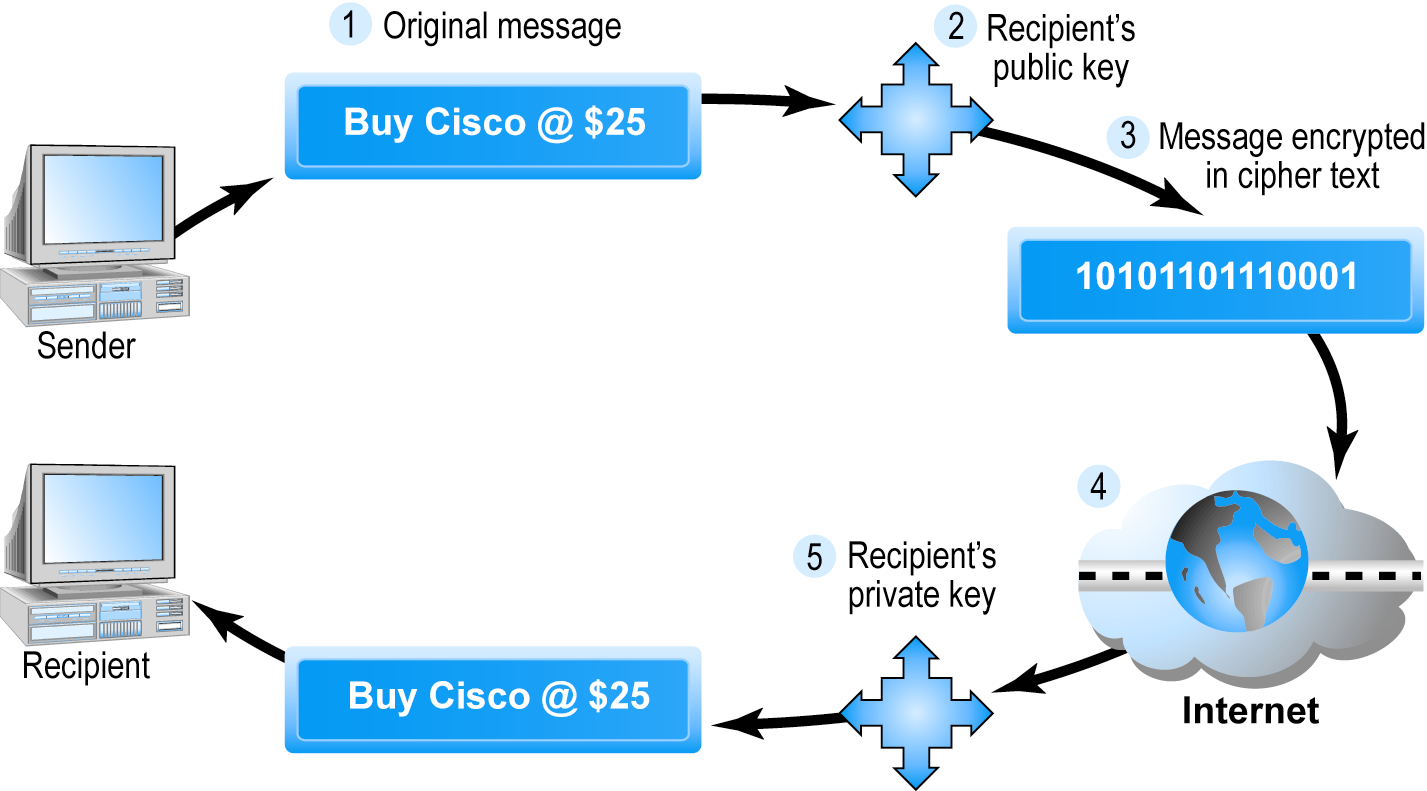 1 Original message
Buy Cisco @ $25
2 Recipient's
public key
3 Message encrypted
in cipher text
10101101110001
Sender
4
Internet
5 Recipient's
private key
Buy Cisco @ $25
Recipient